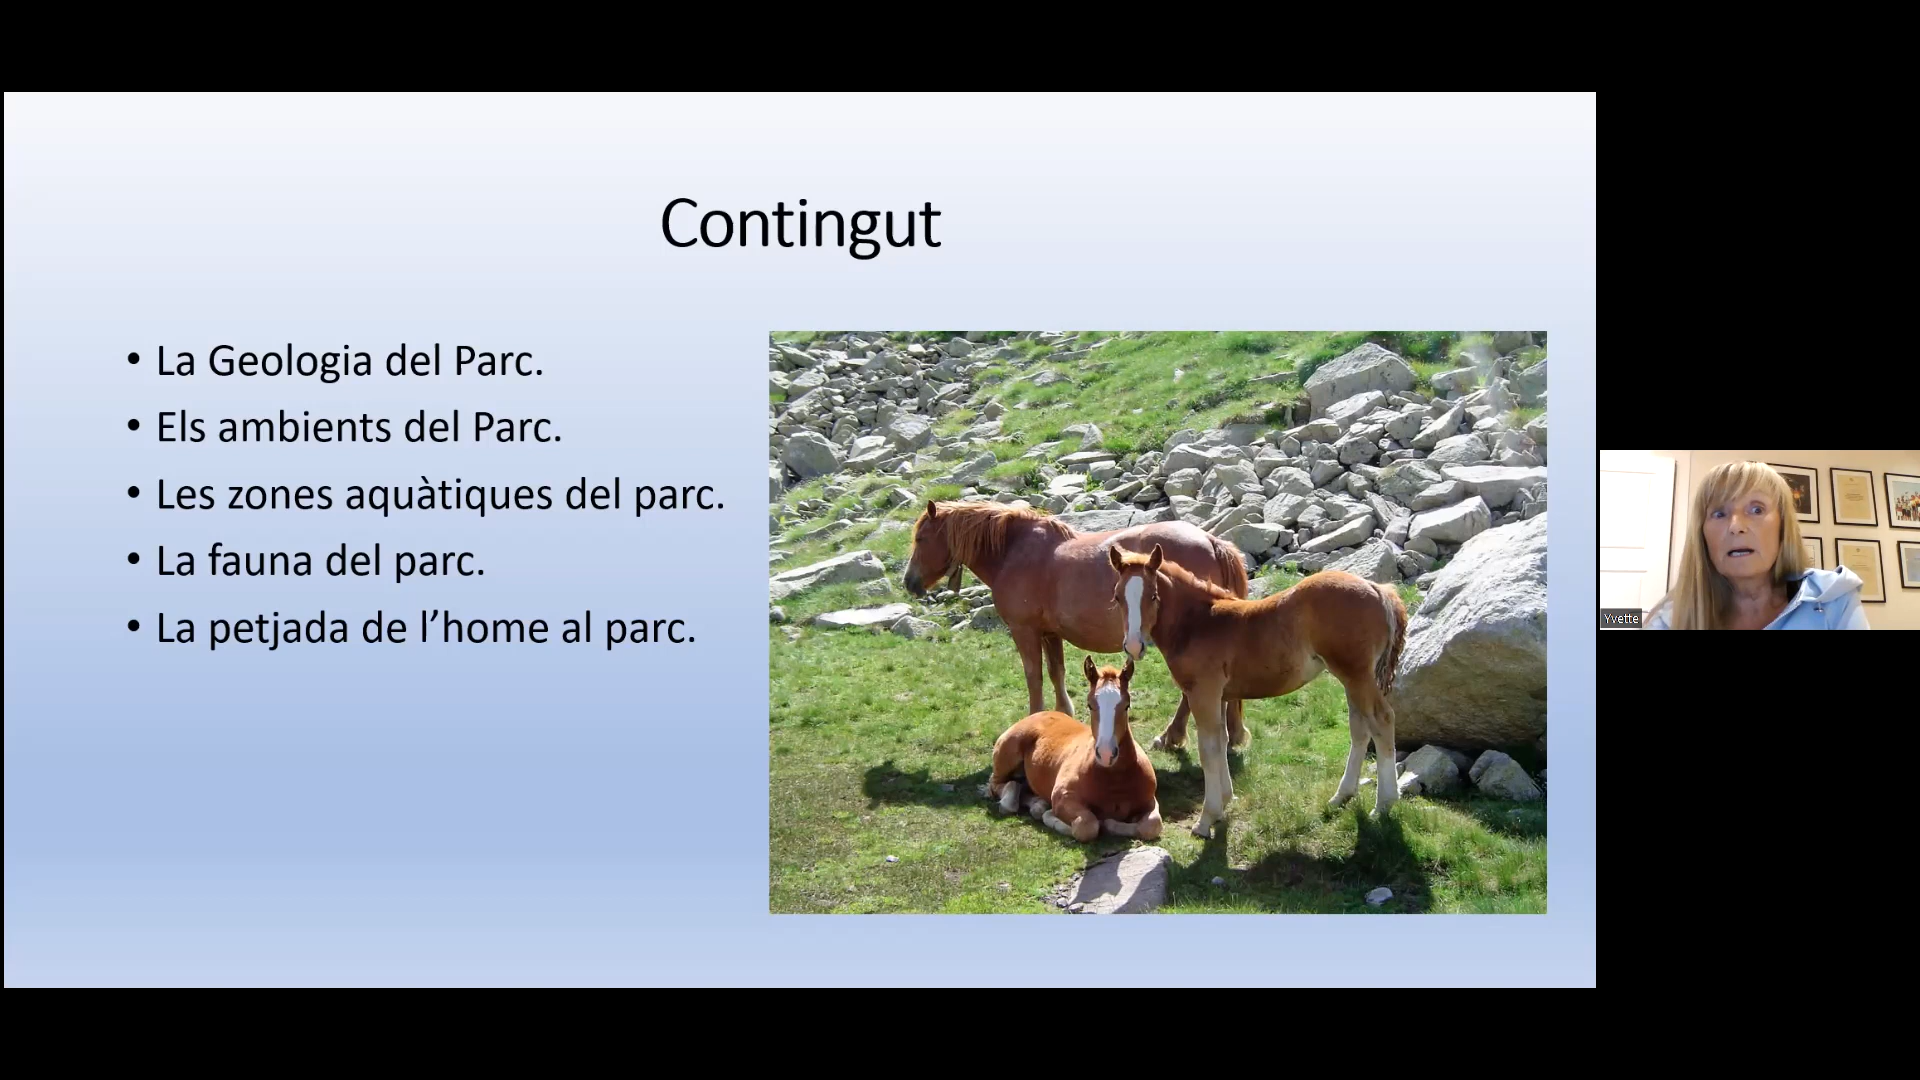 Contingut
• La Geologia del Parc.
• Els ambients del Parc.
• Les zones aquàtiques del parc.
• La fauna del parc.
• La petjada de l’home al parc.
Yvette